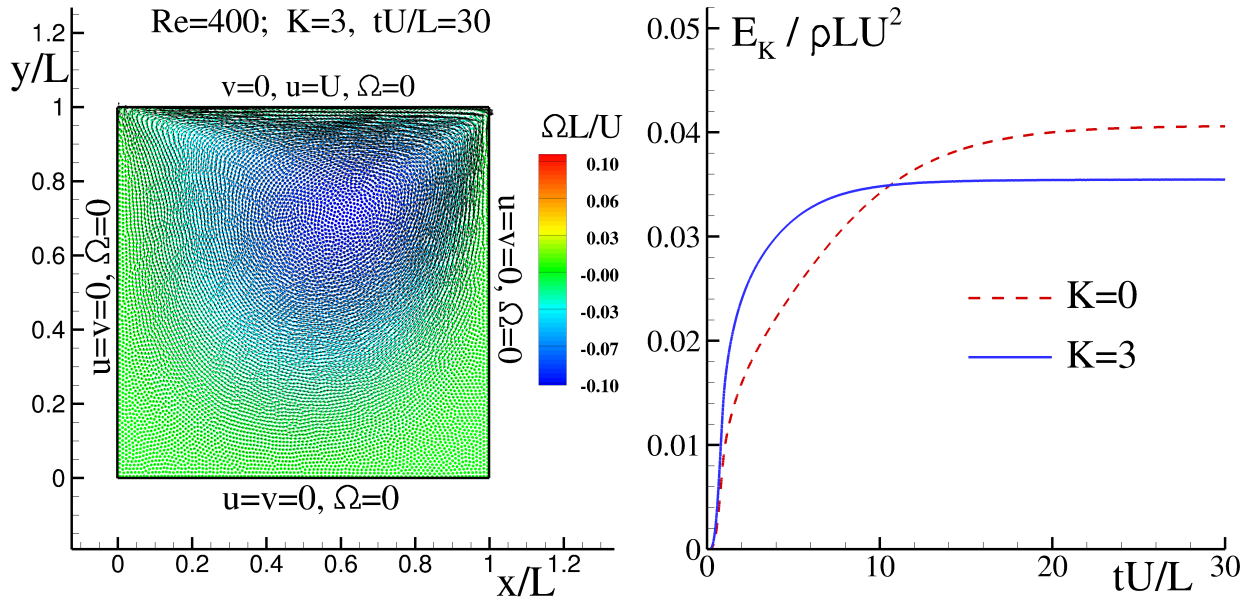 Re=400; K=3, tU/L=30
y/L
1.2
1
0.8
0.6
0.4
0.2
0
v=0, u=U, Ω=0
u=v=0, Ω=0
u=v=0, Ω=0
u=v=0, Ω=0
0
0.2
0.4
0.6
0.8
1
1.2
x/L
ΩL/U
0.10
0.06
0.03
-0.00
-0.03
-0.07
-0.10
E_K / ρLU²
0.05
0.04
0.03
0.02
0.01
0
K=0
K=3
0
10
20
30
tU/L